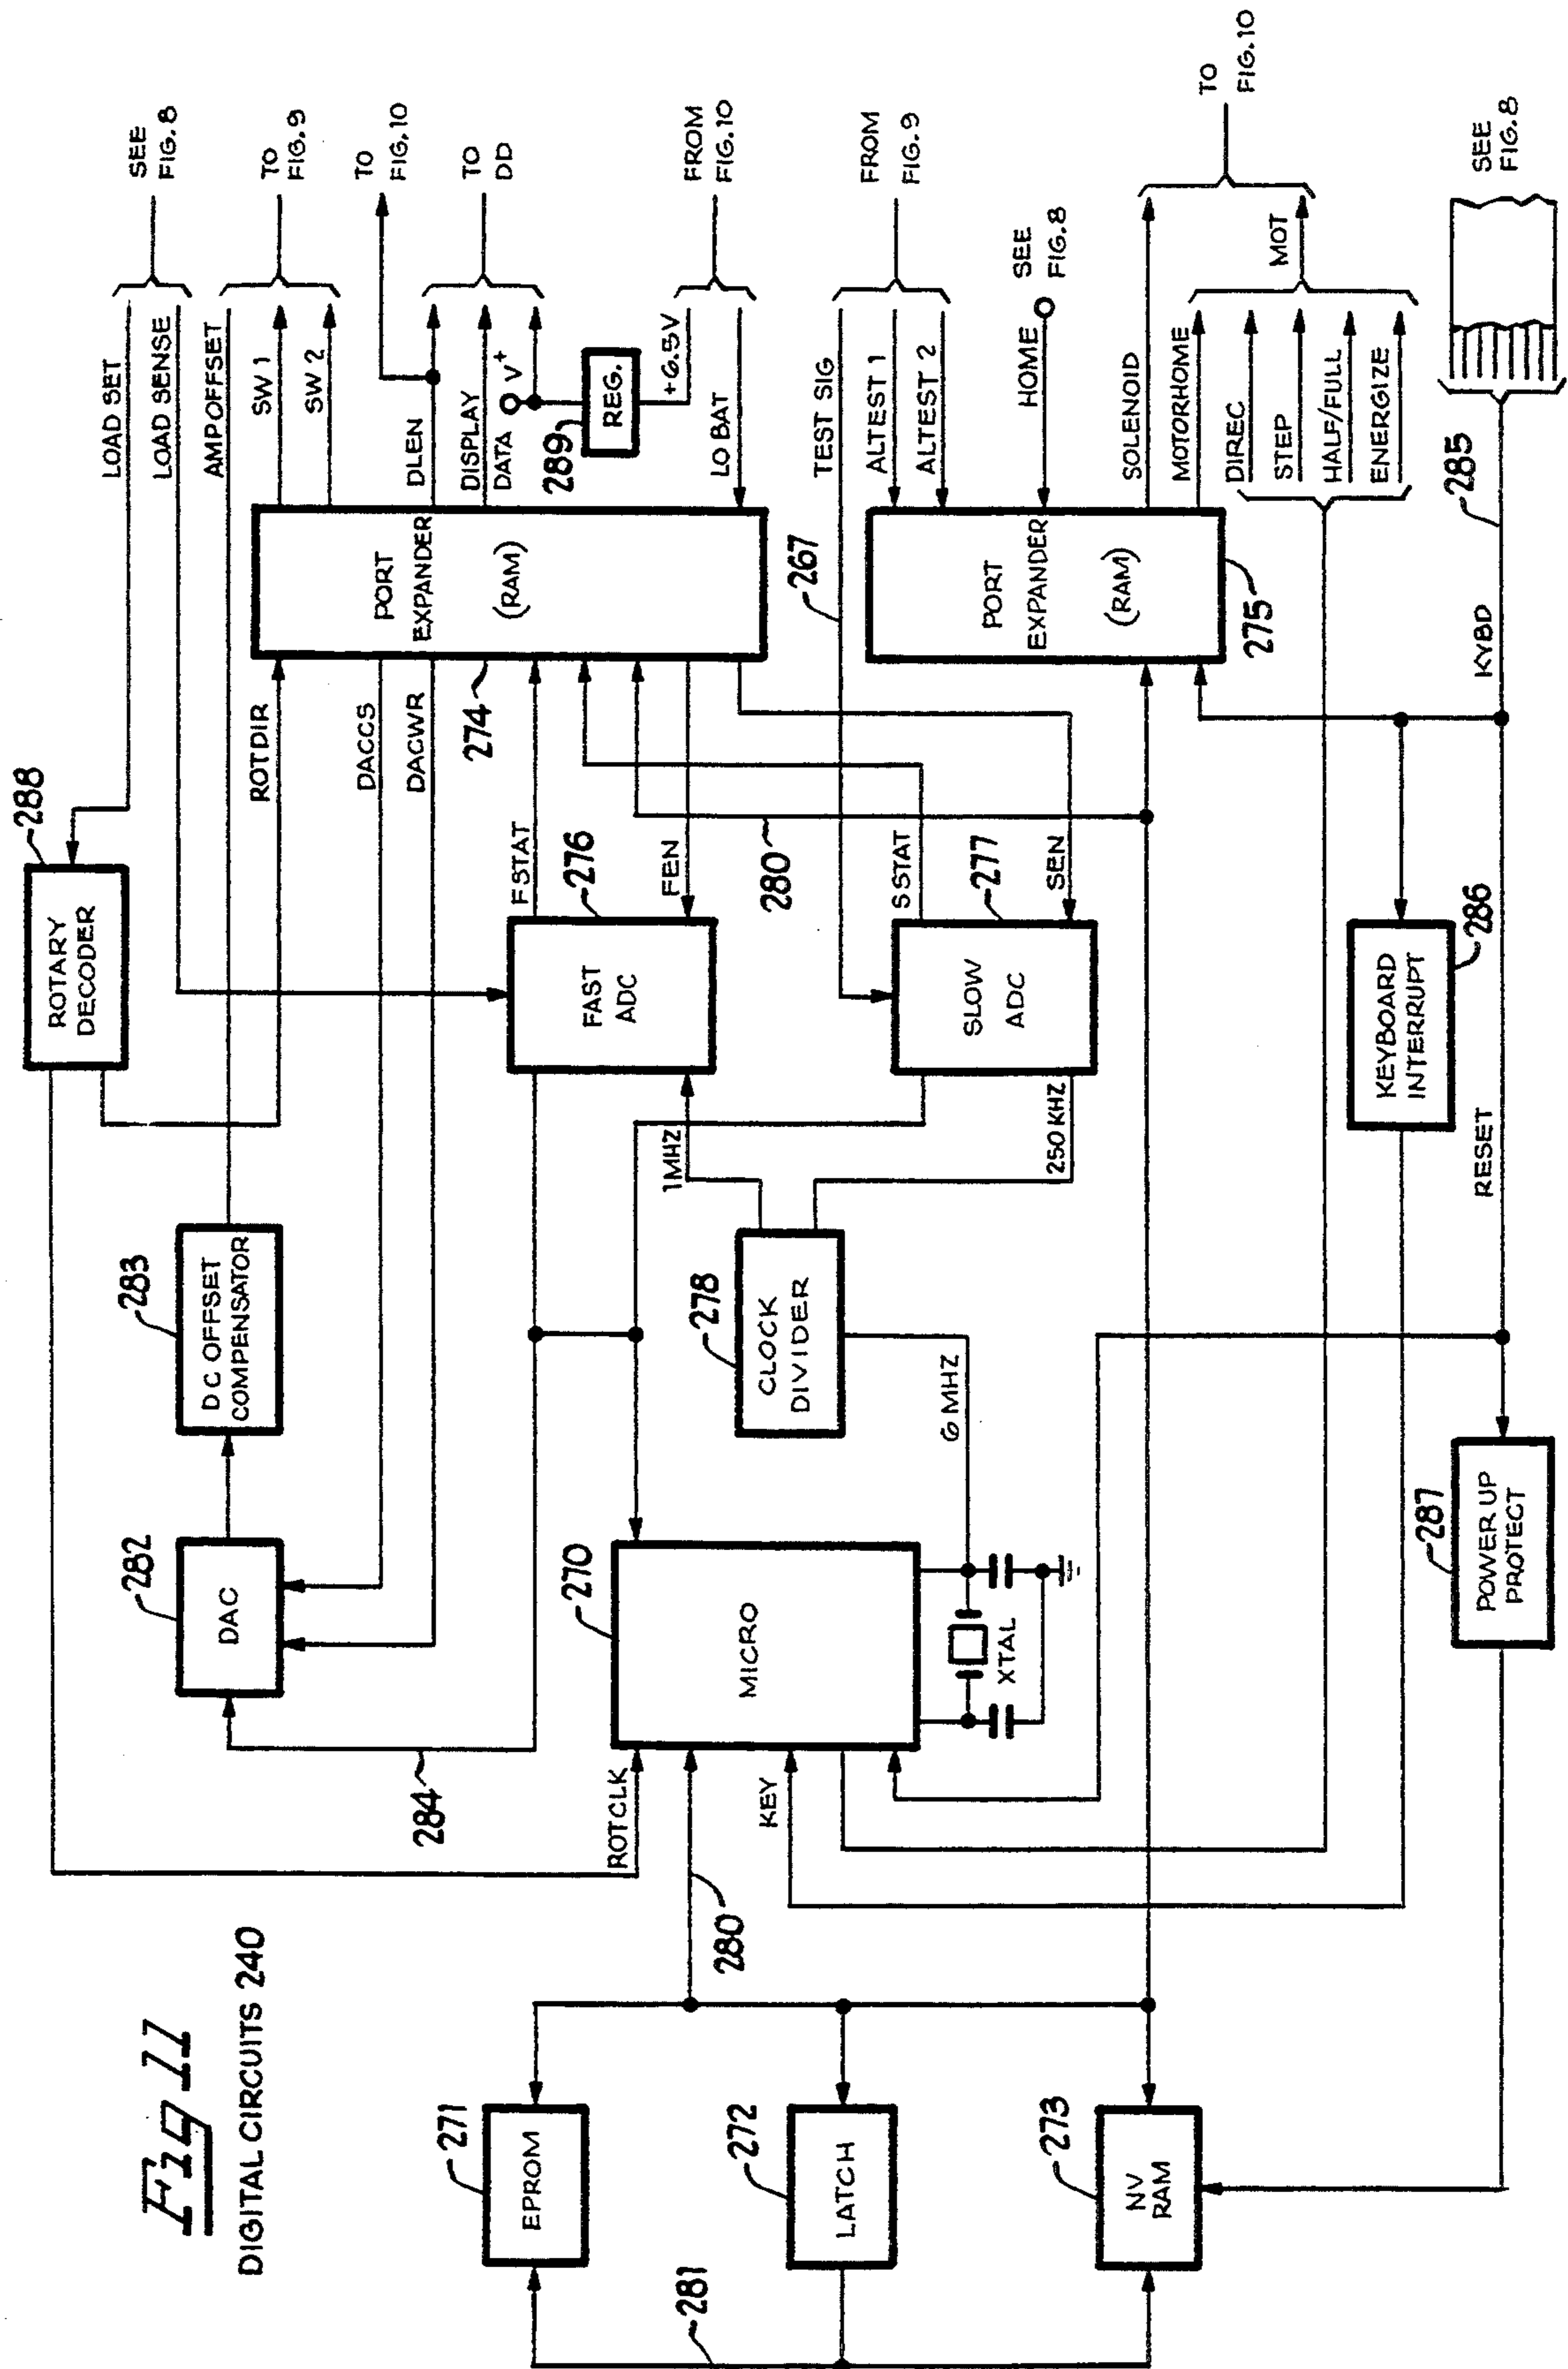 Fig 11
DIGITAL CIRCUITS 240
288
ROTARY
DECODER
LOAD SET
LOAD SENSE
SEE
FIG. 8
AMPOFFSET
283
DC OFFSET
COMPENSATOR
282
DAC
284
ROTDIR
DACCS
DACWR
274
PORT
EXPANDER
(RAM)
SW 1
SW 2
TO
FIG. 9
DLEN
TO
FIG. 10
DISPLAY
DATA
V+
TO
DD
289
REG.
+6.5V
LO BAT
FROM
FIG. 10
FSTAT
276
FAST
ADC
FEN
280
1MHZ
SSTAT
277
SLOW
ADC
SEN
250 KHZ
267
TEST SIG
ALTEST 1
ALTEST 2
FROM
FIG. 9
HOME
SEE
FIG. 8
PORT
EXPANDER
(RAM)
275
SOLENOID
MOTORHOME
DIREC
STEP
HALF/FULL
ENERGIZE
MOT
TO
FIG. 10
278
CLOCK
DIVIDER
6 MHZ
270
MICRO
XTAL
ROTCLK
280
KEY
271
EPROM
272
LATCH
273
NV
RAM
281
KEYBOARD
INTERRUPT
286
285
KYBD
SEE
FIG. 8
RESET
287
POWER UP
PROTECT